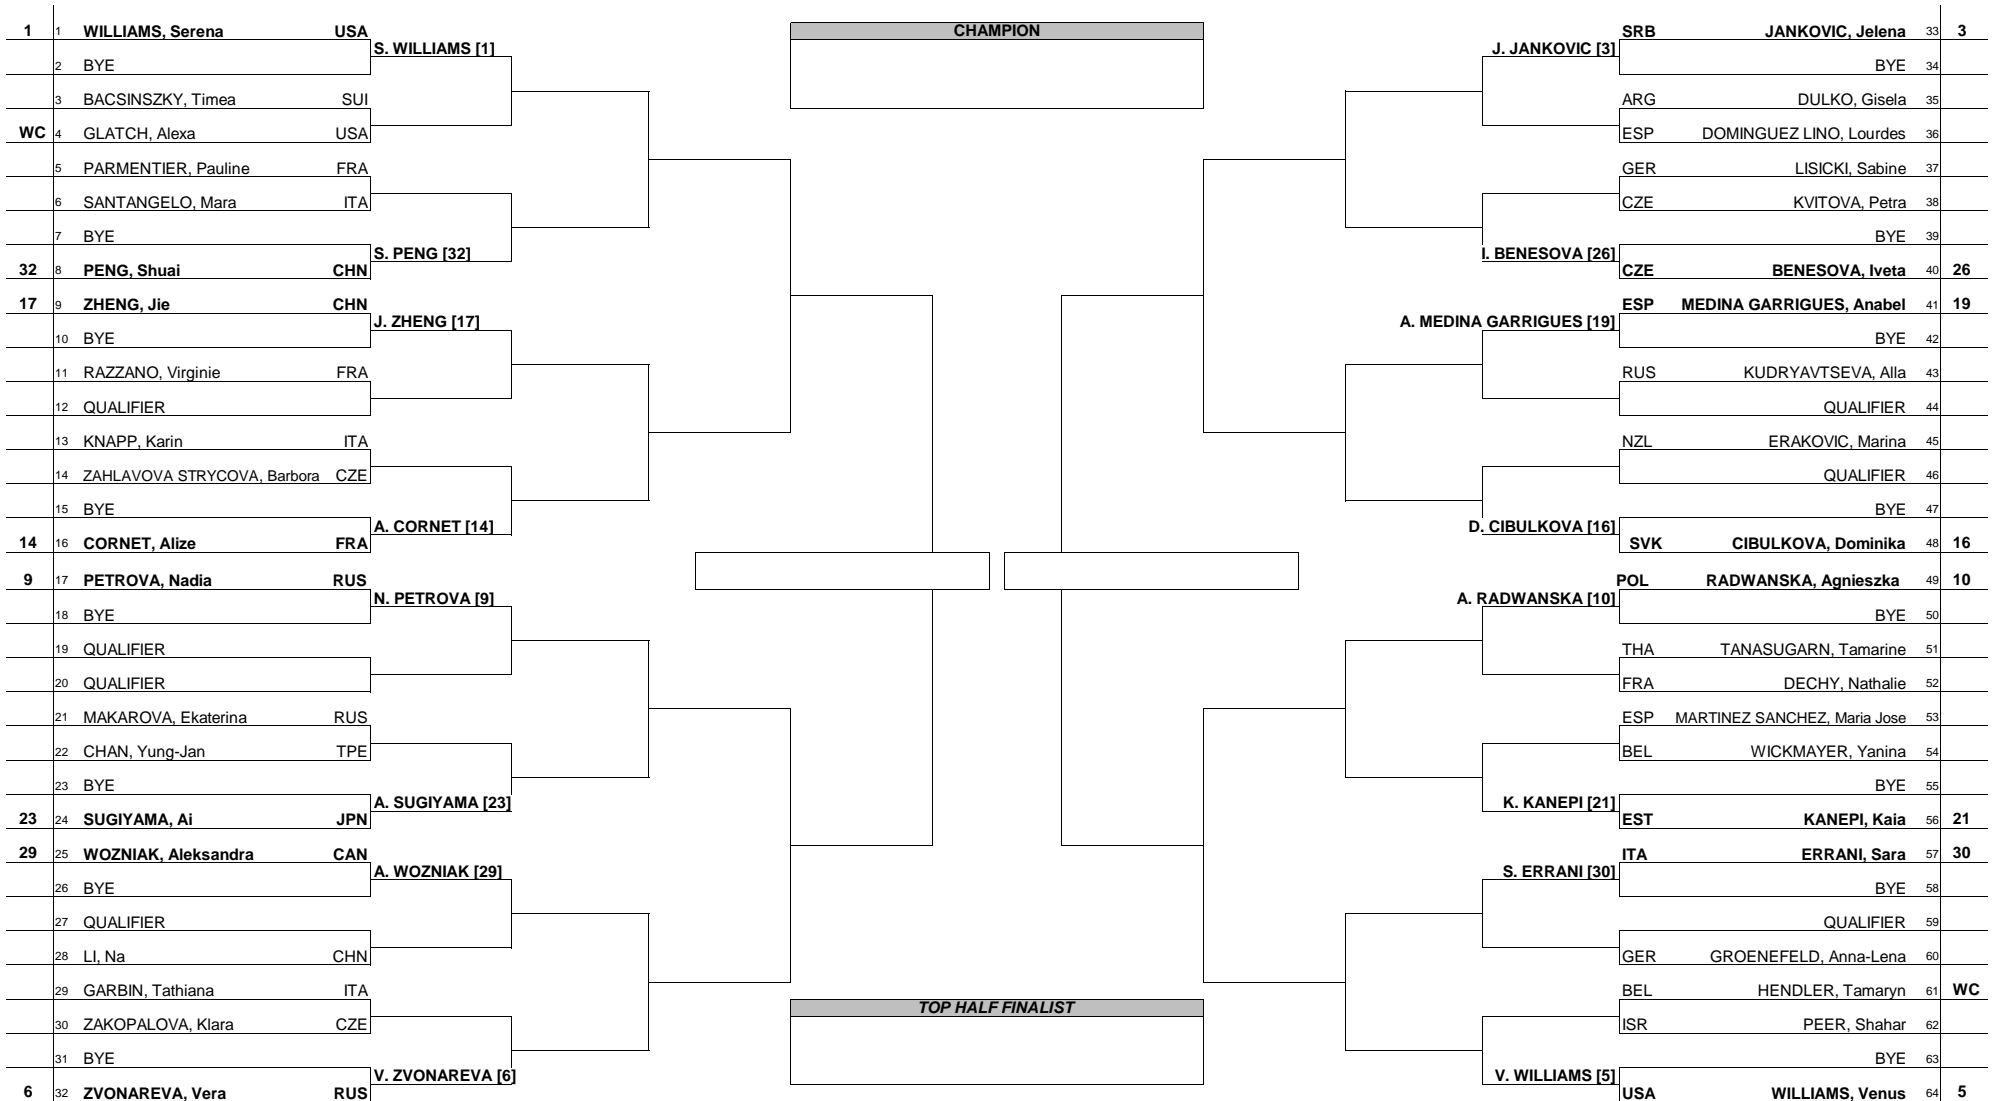 1 1 WILLIAMS, Serena USA
S. WILLIAMS [1]
2 BYE
3 BACSINSZKY, Timea SUI
WC 4 GLATCH, Alexa USA
5 PARMENTIER, Pauline FRA
6 SANTANGELO, Mara ITA
7 BYE
S. PENG [32]
32 8 PENG, Shuai CHN
17 9 ZHENG, Jie CHN
J. ZHENG [17]
10 BYE
11 RAZZANO, Virginie FRA
12 QUALIFIER
13 KNAPP, Karin ITA
14 ZAHLAVOVA STRYCOVA, Barbora CZE
15 BYE
A. CORNET [14]
14 16 CORNET, Alize FRA
9 17 PETROVA, Nadia RUS
N. PETROVA [9]
18 BYE
19 QUALIFIER
20 QUALIFIER
21 MAKAROVA, Ekaterina RUS
22 CHAN, Yung-Jan TPE
23 BYE
A. SUGIYAMA [23]
23 24 SUGIYAMA, Ai JPN
29 25 WOZNIAK, Aleksandra CAN
A. WOZNIAK [29]
26 BYE
27 QUALIFIER
28 LI, Na CHN
29 GARBIN, Tathiana ITA
30 ZAKOPALOVA, Klara CZE
31 BYE
V. ZVONAREVA [6]
6 32 ZVONAREVA, Vera RUS
CHAMPION
TOP HALF FINALIST
SRB JANKOVIC, Jelena 33 3
J. JANKOVIC [3]
BYE 34
ARG DULKO, Gisela 35
ESP DOMINGUEZ LINO, Lourdes 36
GER LISICKI, Sabine 37
CZE KVITOVA, Petra 38
BYE 39
I. BENESOVA [26]
CZE BENESOVA, Iveta 40 26
ESP MEDINA GARRIGUES, Anabel 41 19
A. MEDINA GARRIGUES [19]
BYE 42
RUS KUDRYAVTSEVA, Alla 43
QUALIFIER 44
NZL ERAKOVIC, Marina 45
QUALIFIER 46
BYE 47
D. CIBULKOVA [16]
SVK CIBULKOVA, Dominika 48 16
POL RADWANSKA, Agnieszka 49 10
A. RADWANSKA [10]
BYE 50
THA TANASUGARN, Tamarine 51
FRA DECHY, Nathalie 52
ESP MARTINEZ SANCHEZ, Maria Jose 53
BEL WICKMAYER, Yanina 54
BYE 55
K. KANEPI [21]
EST KANEPI, Kaia 56 21
ITA ERRANI, Sara 57 30
S. ERRANI [30]
BYE 58
QUALIFIER 59
GER GROENEFELD, Anna-Lena 60
BEL HENDLER, Tamaryn 61 WC
ISR PEER, Shahar 62
BYE 63
V. WILLIAMS [5]
USA WILLIAMS, Venus 64 5